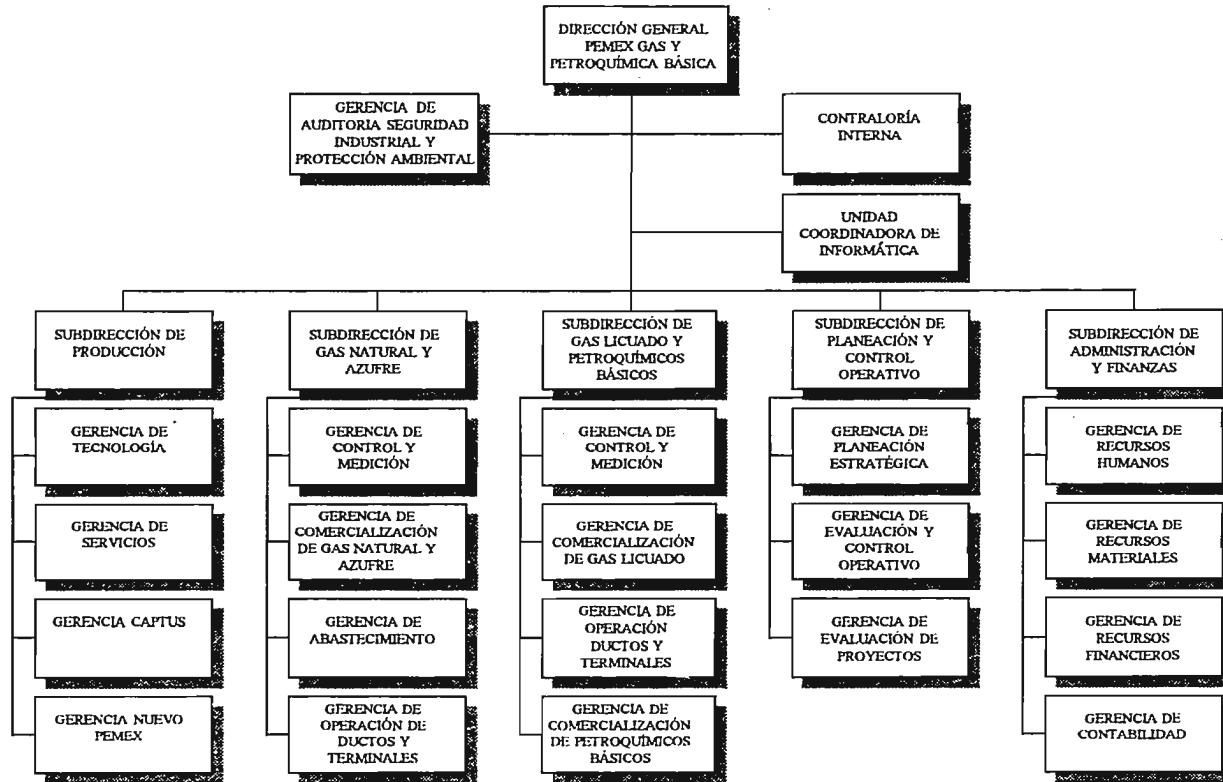 DIRECCIÓN GENERAL
PEMEX GAS Y
PETROQUÍMICA BÁSICA
GERENCIA DE
AUDITORIA SEGURIDAD
INDUSTRIAL Y
PROTECCIÓN AMBIENTAL
CONTRALORÍA
INTERNA
UNIDAD
COORDINADORA DE
INFORMÁTICA
SUBDIRECCIÓN DE
PRODUCCIÓN
SUBDIRECCIÓN DE
GAS NATURAL Y
AZUFRE
SUBDIRECCIÓN DE
GAS LICUADO Y
PETROQUÍMICOS
BÁSICOS
SUBDIRECCIÓN DE
PLANEACIÓN Y
CONTROL
OPERATIVO
SUBDIRECCIÓN DE
ADMINISTRACIÓN
Y FINANZAS
GERENCIA DE
TECNOLOGÍA
GERENCIA DE
CONTROL Y
MEDICIÓN
GERENCIA DE
CONTROL Y
MEDICIÓN
GERENCIA DE
PLANEACIÓN
ESTRATÉGICA
GERENCIA DE
RECURSOS
HUMANOS
GERENCIA DE
SERVICIOS
GERENCIA DE
COMERCIALIZACIÓN
DE GAS NATURAL Y
AZUFRE
GERENCIA DE
COMERCIALIZACIÓN
DE GAS LICUADO
GERENCIA DE
EVALUACIÓN Y
CONTROL
OPERATIVO
GERENCIA DE
RECURSOS
MATERIALES
GERENCIA CAPTUS
GERENCIA DE
ABASTECIMIENTO
GERENCIA DE
OPERACIÓN
DUCTOS Y
TERMINALES
GERENCIA DE
EVALUACIÓN DE
PROYECTOS
GERENCIA DE
RECURSOS
FINANCIEROS
GERENCIA NUEVO
PEMEX
GERENCIA DE
OPERACIÓN DE
DUCTOS Y
TERMINALES
GERENCIA DE
COMERCIALIZACIÓN
DE PETROQUÍMICOS
BÁSICOS
GERENCIA DE
CONTABILIDAD